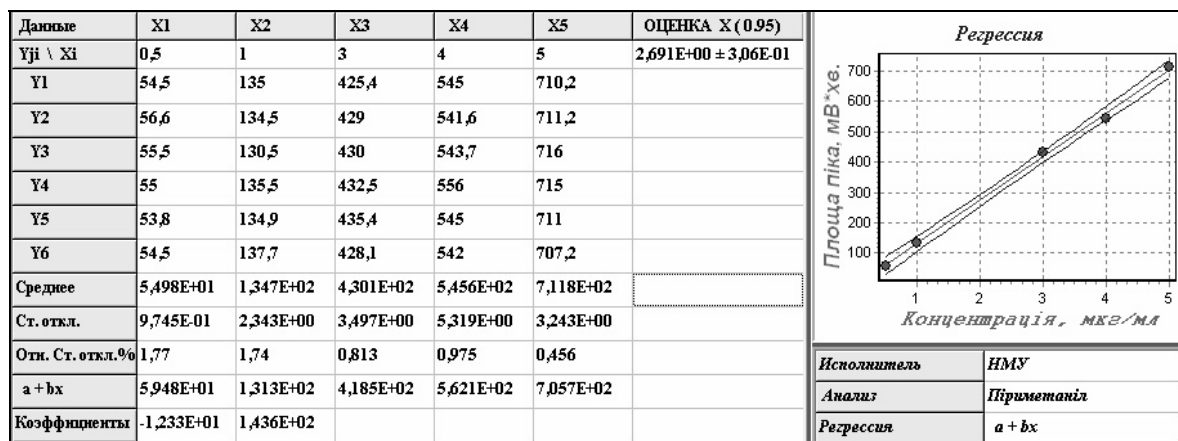 Данные X1 X2 X3 X4 X5 ОЦЕНКА X (0.95)
Yji \ Xi 0,5 1 3 4 5 2,691E+00 ± 3,06E-01
Y1 54,5 135 425,4 545 710,2
Y2 56,6 134,5 429 541,6 711,2
Y3 55,5 130,5 430 543,7 716
Y4 55 135,5 432,5 556 715
Y5 53,8 134,9 435,4 545 711
Y6 54,5 137,7 428,1 542 707,2
Среднее 5,498E+01 1,347E+02 4,301E+02 5,456E+02 7,118E+02
Ст. откл. 9,745E-01 2,343E+00 3,497E+00 5,319E+00 3,243E+00
Отн. Ст. откл.% 1,77 1,74 0,813 0,975 0,456
a + bx 5,948E+01 1,313E+02 4,185E+02 5,621E+02 7,057E+02
Коэффициенты -1,233E+01 1,436E+02
Регрессия
Площа піка, мВ*хв.
700
600
500
400
300
200
100
1 2 3 4 5
Концентрація, мкг/мл
Исполнитель НМУ
Анализ Піриметаніл
Регрессия a + bx